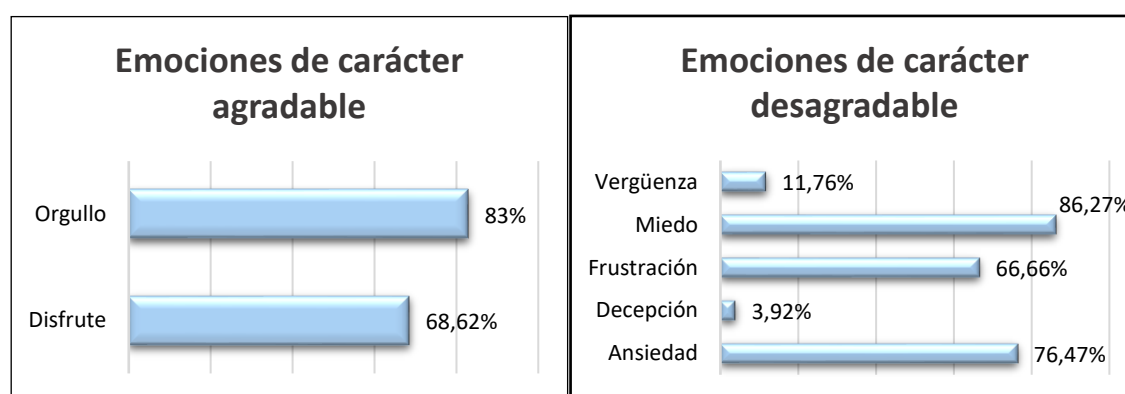 Emociones de carácter
agradable
Orgullo
83%
Disfrute
68,62%
Emociones de carácter
desagradable
Vergüenza
11,76%
Miedo
86,27%
Frustración
66,66%
Decepción
3,92%
Ansiedad
76,47%